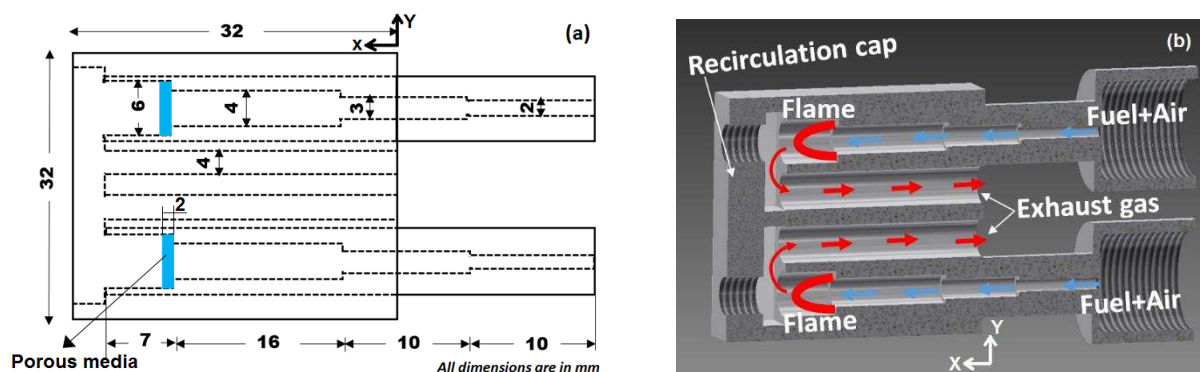 32
Y
X
(a)
32
6
4
3
2
4
2
Porous media
7
16
10
10
All dimensions are in mm
(b)
Recirculation cap
Flame
Fuel+Air
Exhaust gas
Flame
Fuel+Air
Y
X